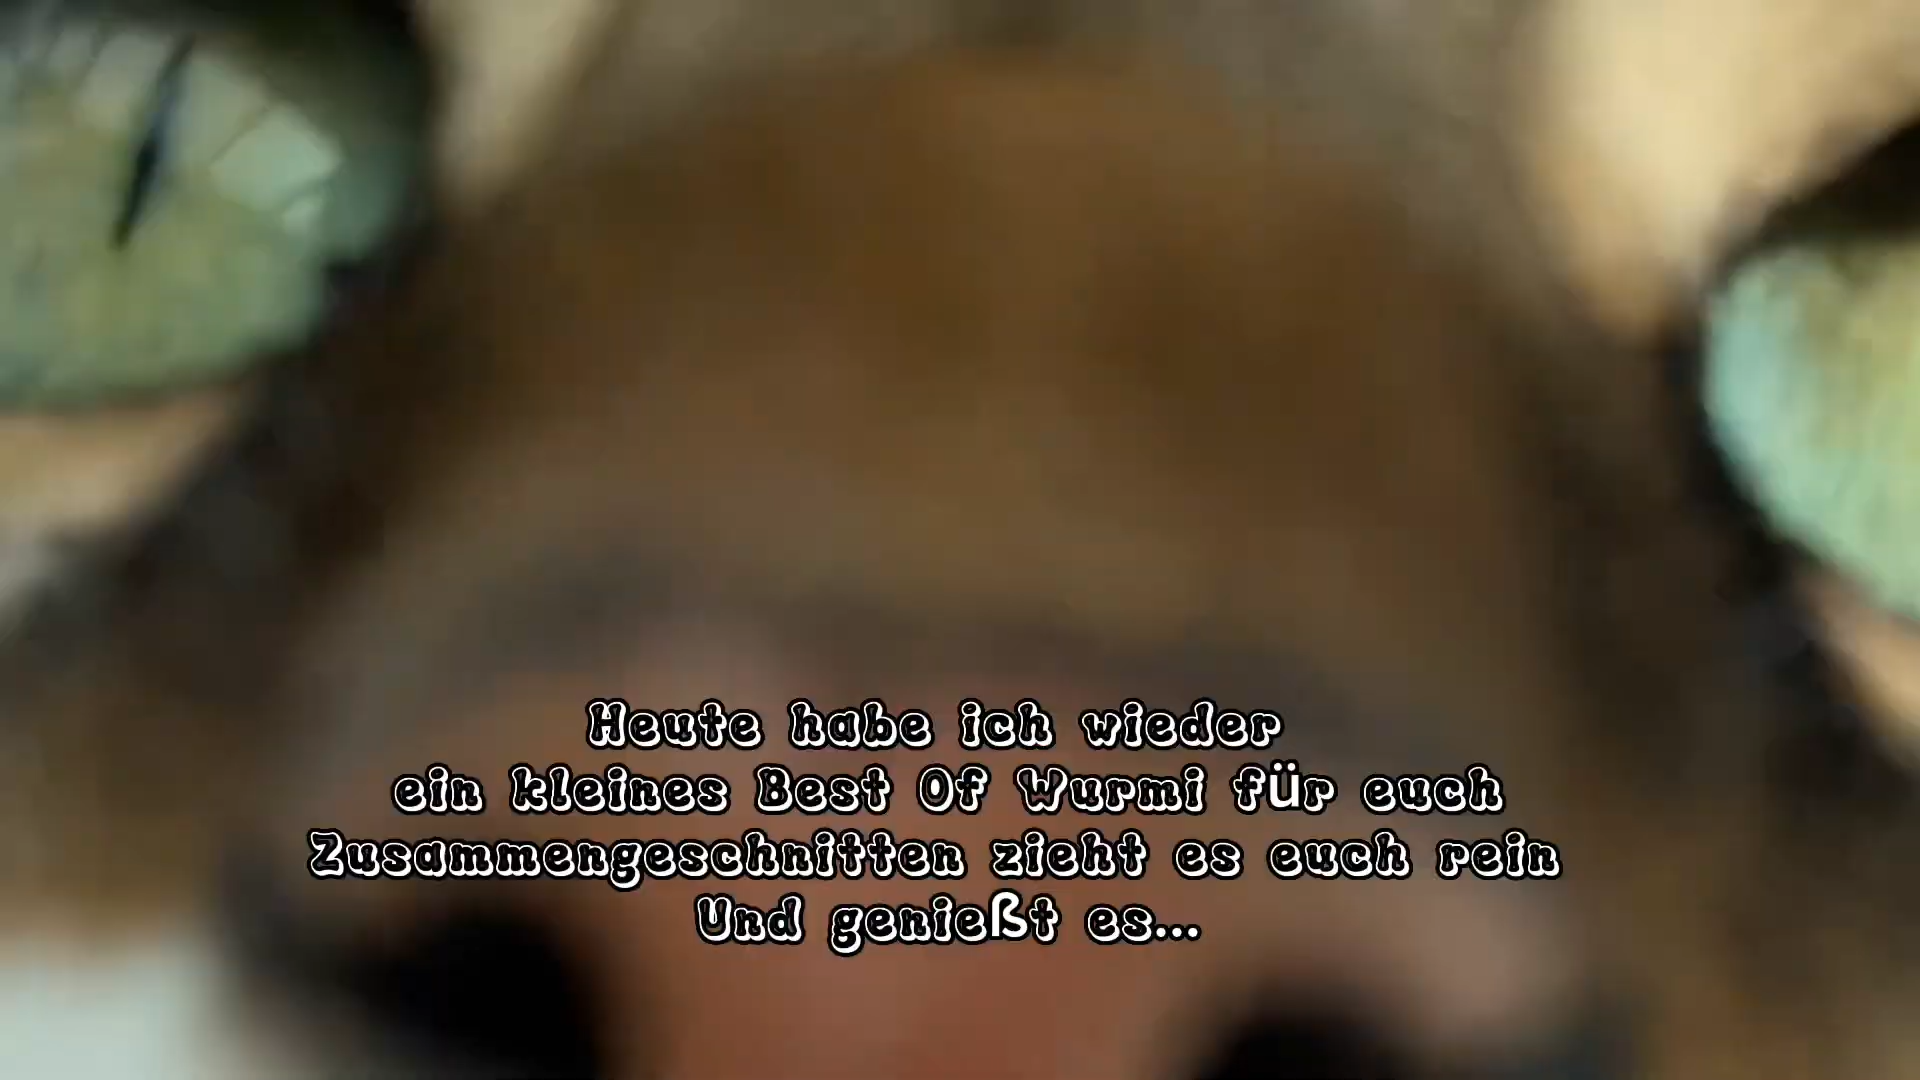 Heute habe ich wieder
ein kleines Best Of Wurmi für euch
Zusammengeschnitten zieht es euch rein
Und genießt es...